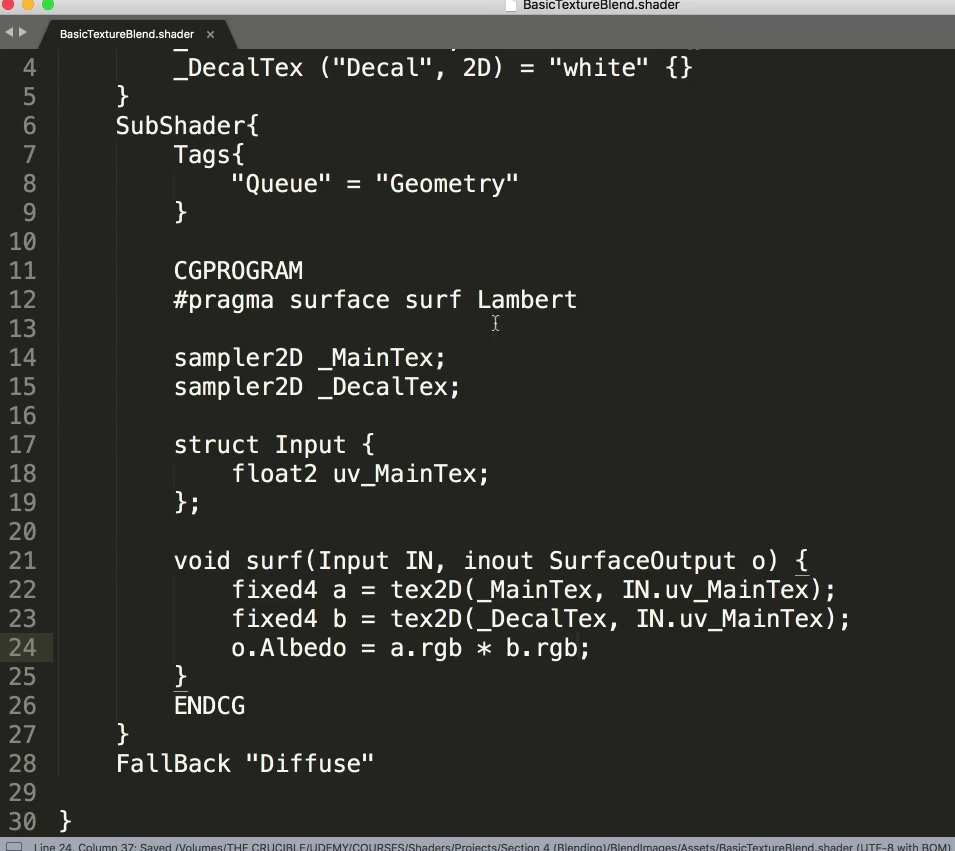 BasicTextureBlend.shader
BasicTextureBlend.shader ×
4 _DecalTex ("Decal", 2D) = "white" {}
5 }
6 SubShader{
7 Tags{
8 "Queue" = "Geometry"
9 }
10
11 CGPROGRAM
12 #pragma surface surf Lambert
13
14 sampler2D _MainTex;
15 sampler2D _DecalTex;
16
17 struct Input {
18 float2 uv_MainTex;
19 };
20
21 void surf(Input IN, inout SurfaceOutput o) {
22 fixed4 a = tex2D(_MainTex, IN.uv_MainTex);
23 fixed4 b = tex2D(_DecalTex, IN.uv_MainTex);
24 o.Albedo = a.rgb * b.rgb;
25 }
26 ENDCG
27 }
28 FallBack "Diffuse"
29
30 }
Line 24, Column 37; Saved /Volumes/THE CRUCIBLE/UDEMY/COURSES/Shaders/Projects/Section 4 (Blending)/BlendImages/Assets/BasicTextureBlend.shader (UTF-8 with BOM)